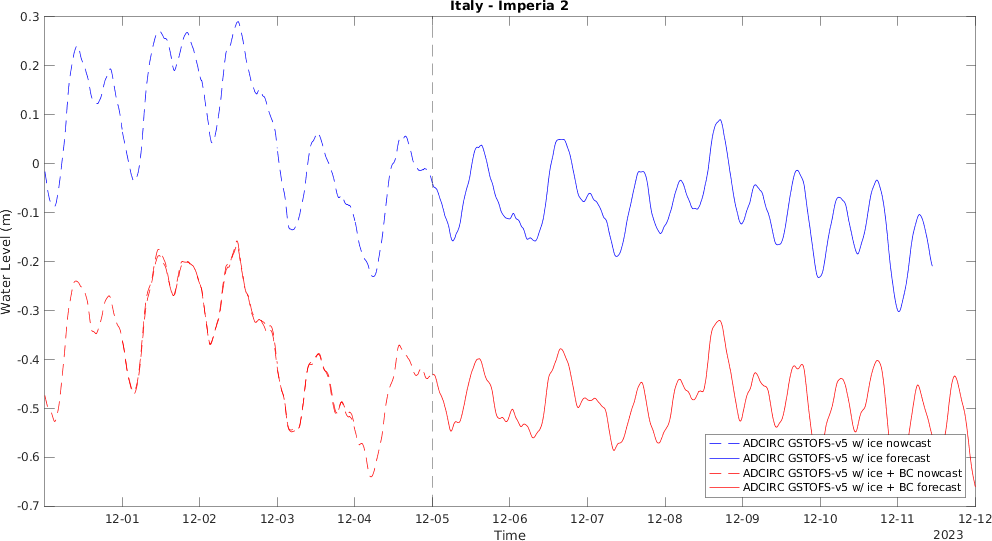 Italy - Imperia 2
0.3
0.2
0.1
0
-0.1
-0.2
-0.3
-0.4
-0.5
-0.6
-0.7
Water Level (m)
ADCIRC GSTOFS-v5 w/ ice nowcast
ADCIRC GSTOFS-v5 w/ ice forecast
ADCIRC GSTOFS-v5 w/ ice + BC nowcast
ADCIRC GSTOFS-v5 w/ ice + BC forecast
12-01 12-02 12-03 12-04 12-05 12-06 12-07 12-08 12-09 12-10 12-11 12-12
Time
2023